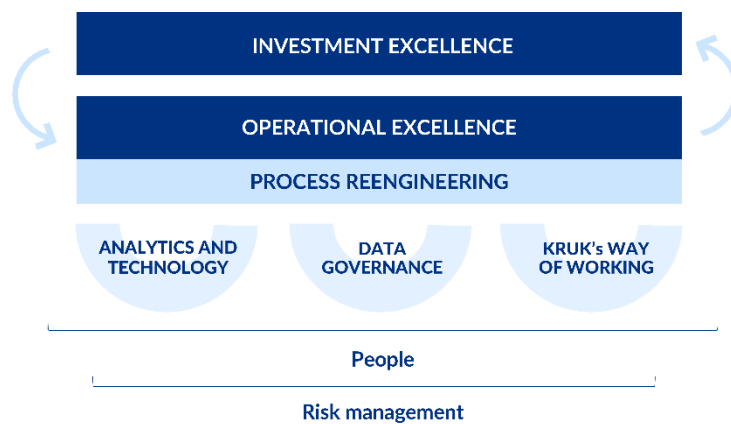 INVESTMENT EXCELLENCE
OPERATIONAL EXCELLENCE
PROCESS REENGINEERING
ANALYTICS AND
TECHNOLOGY
DATA
GOVERNANCE
KRUK's WAY
OF WORKING
People
Risk management